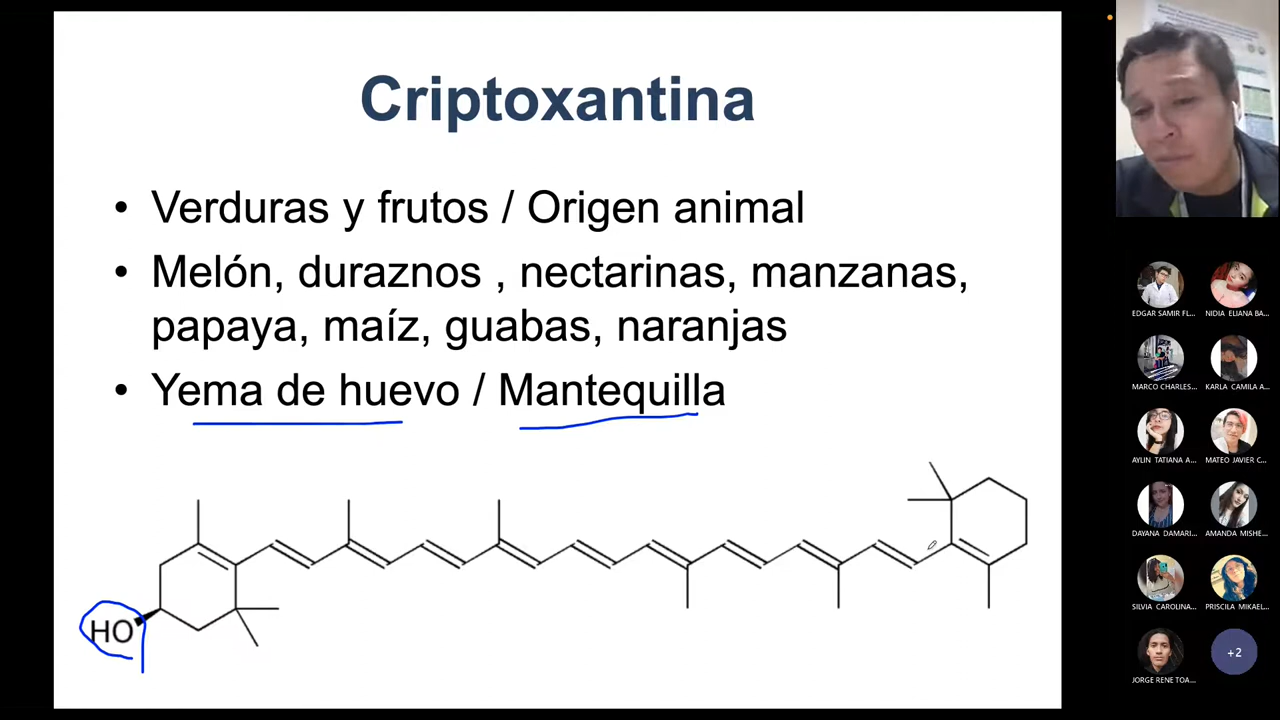 Criptoxantina
• Verduras y frutos / Origen animal
• Melón, duraznos , nectarinas, manzanas,
papaya, maíz, guabas, naranjas
• Yema de huevo / Mantequilla
HO
EDGAR SAMIR FL...
NIDIA ELIANA BA...
MARCO CHARLES...
KARLA CAMILA A...
AYLIN TATIANA A...
MATEO JAVIER C...
DAYANA DAMARI...
AMANDA MISHE...
SILVIA CAROLINA...
PRISCILA MIKAEL...
JORGE RENE TOA...
+2